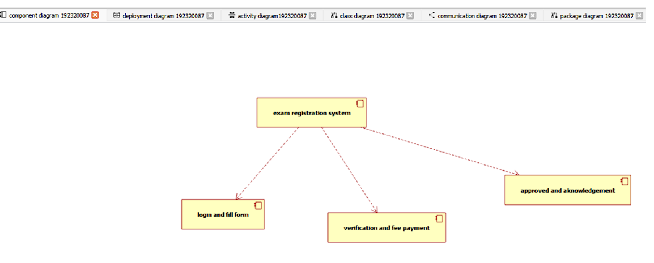 component diagram 192320087
deployment diagram 192320087
activity diagram192320087
class diagram 192320087
communication diagram 192320087
package diagram 192320087
exam registration system
approved and aknowledgement
login and fill form
verification and fee payment